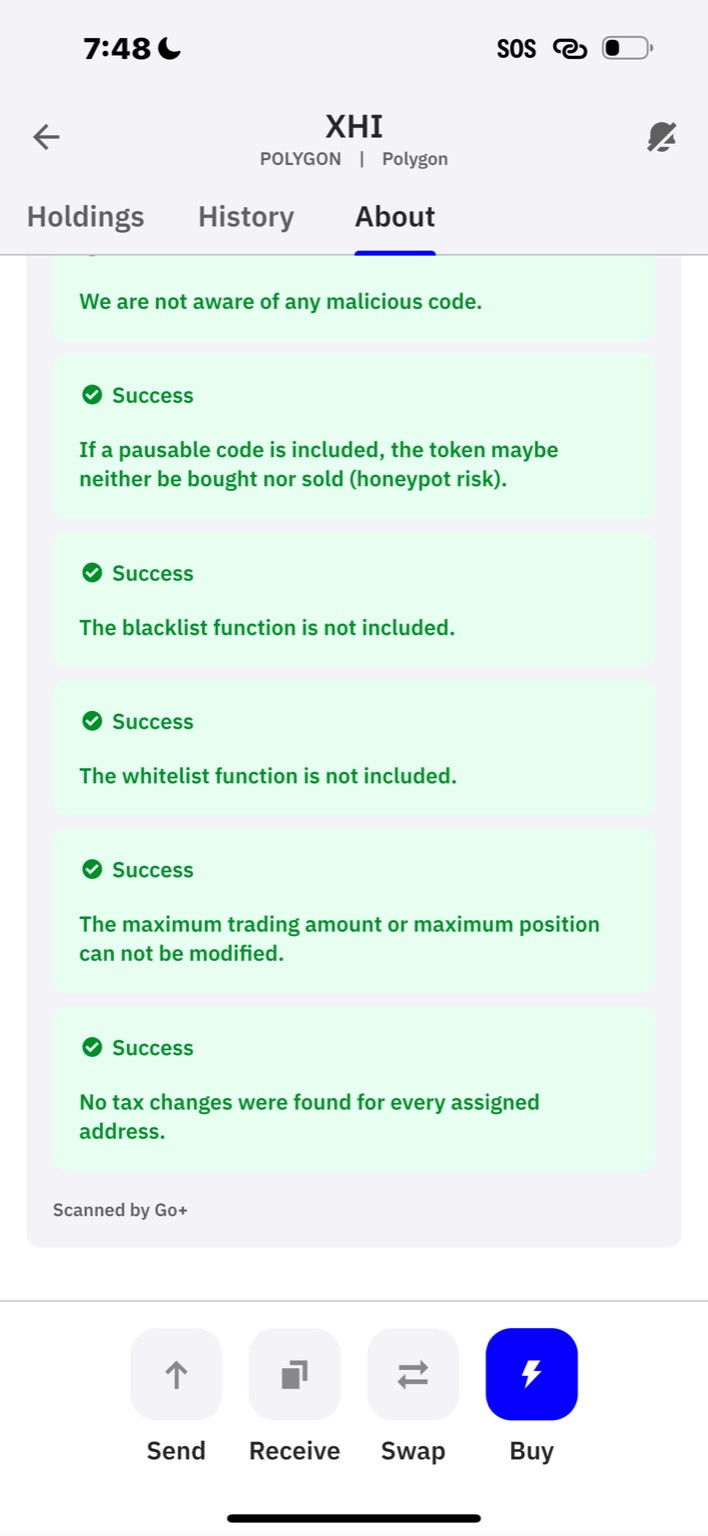 7:48
SOS
XHI
POLYGON | Polygon
Holdings
History
About
We are not aware of any malicious code.
Success
If a pausable code is included, the token maybe
neither be bought nor sold (honeypot risk).
Success
The blacklist function is not included.
Success
The whitelist function is not included.
Success
The maximum trading amount or maximum position
can not be modified.
Success
No tax changes were found for every assigned
address.
Scanned by Go+
Send
Receive
Swap
Buy